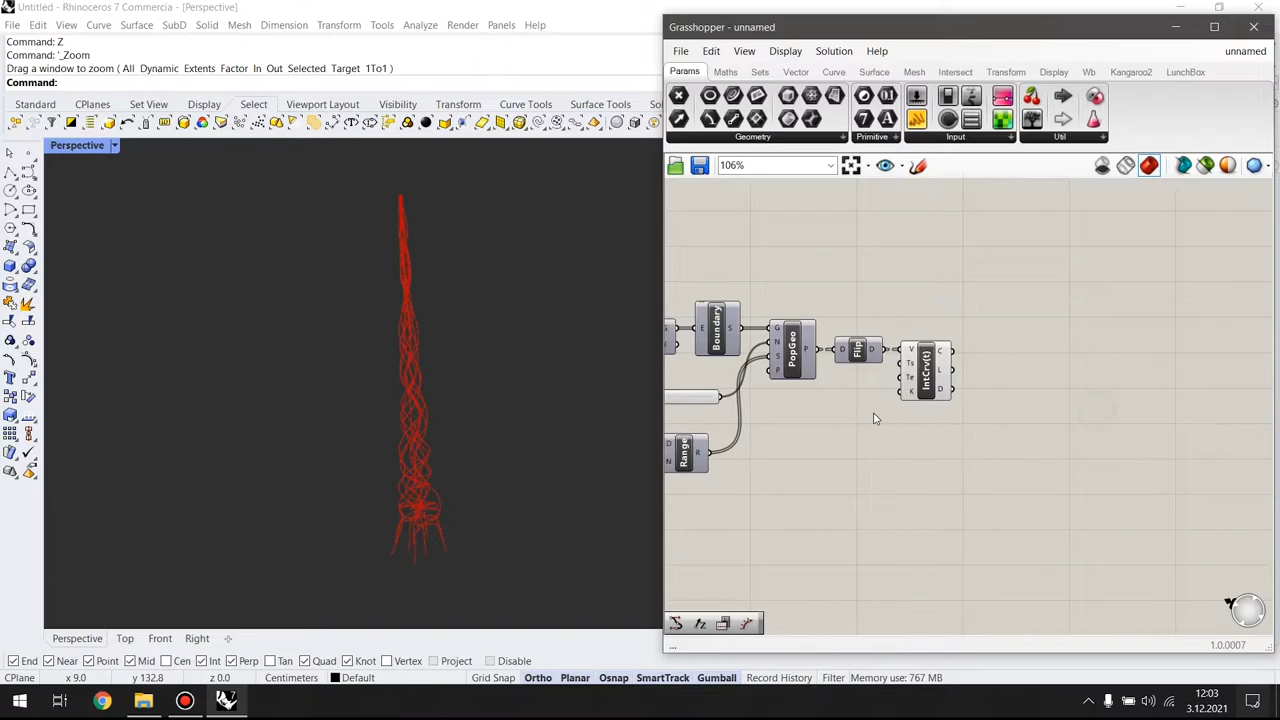 Untitled - Rhinoceros 7 Commercia - [Perspective]
File Edit View Curve Surface SubD Solid Mesh Dimension Transform Tools Analyze Render Panels Help
Command: Z
Command: '_Zoom
Drag a window to zoom ( All Dynamic Extents Factor In Out Selected Target 1To1 )
Command:
Standard CPlanes Set View Display Select Viewport Layout Visibility Transform Curve Tools Surface Tools So
Perspective
Grasshopper - unnamed
File Edit View Display Solution Help unnamed
Params Maths Sets Vector Curve Surface Mesh Intersect Transform Display Wb Kangaroo2 LunchBox
Geometry Primitive Input Util
106%
G
(
E Boundary S
G
N
S
P
PopGeo P
D Flip D
V
Ts
Te
K
IntCrv(t)
C
L
D
D
N
Range R
1.0.0007
...
Perspective Top Front Right
End Near Point Mid Cen Int Perp Tan Quad Knot Vertex Project Disable
CPlane x 9.0 y 132.8 z 0.0 Centimeters Default Grid Snap Ortho Planar Osnap SmartTrack Gumball Record History Filter Memory use: 767 MB
12:03
3.12.2021